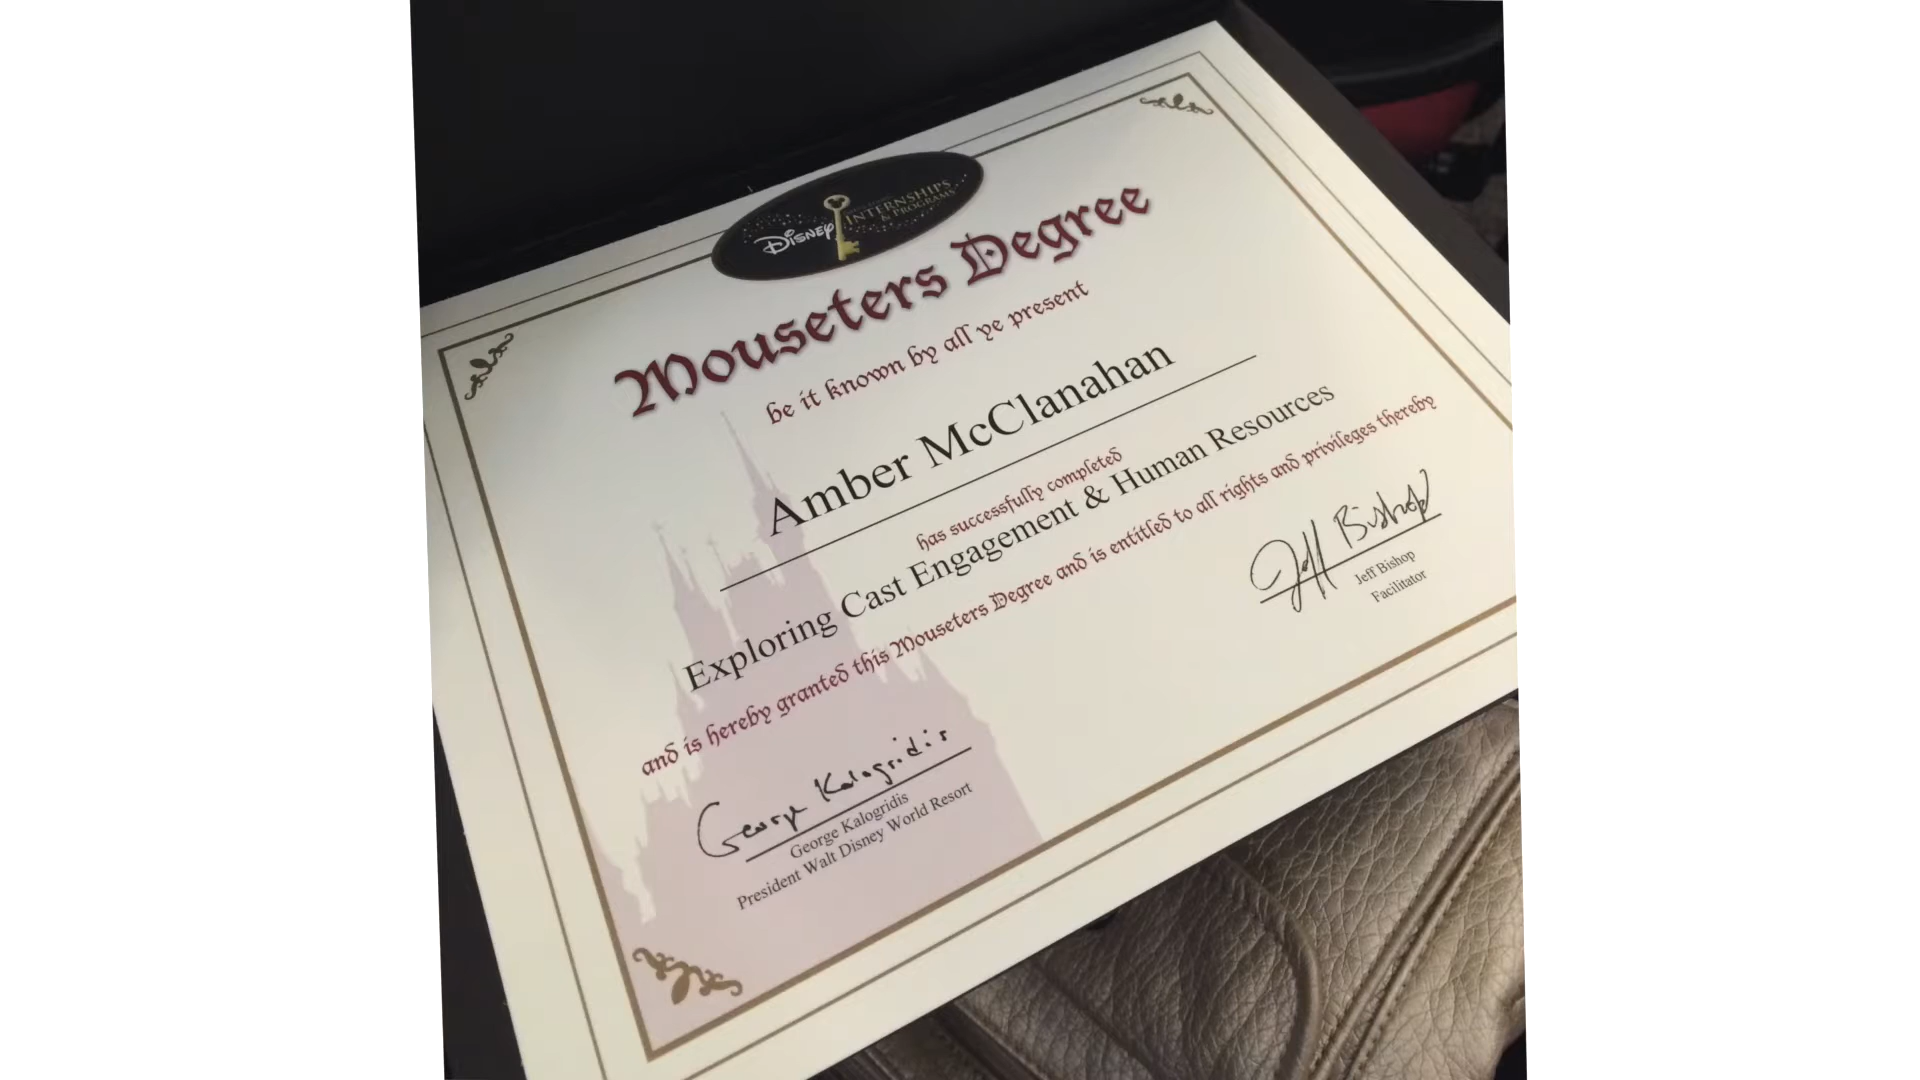 Disney INTERNSHIPS
& PROGRAMS
Mouseters Degree
be it known by all ye present
Amber McClanahan
has successfully completed
Exploring Cast Engagement & Human Resources
and is hereby granted this Mouseters Degree and is entitled to all rights and privileges thereby
Jeff Bishop
Jeff Bishop
Facilitator
George Kalogridis
George Kalogridis
President Walt Disney World Resort